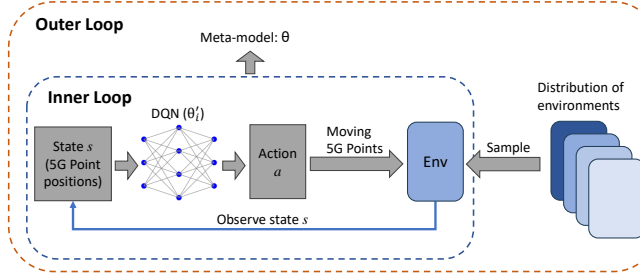 Outer Loop
Meta-model: θ
Inner Loop
DQN (θ′ᵢ)
State s
(5G Point
positions)
Action
a
Moving
5G Points
Env
Sample
Distribution of
environments
Observe state s